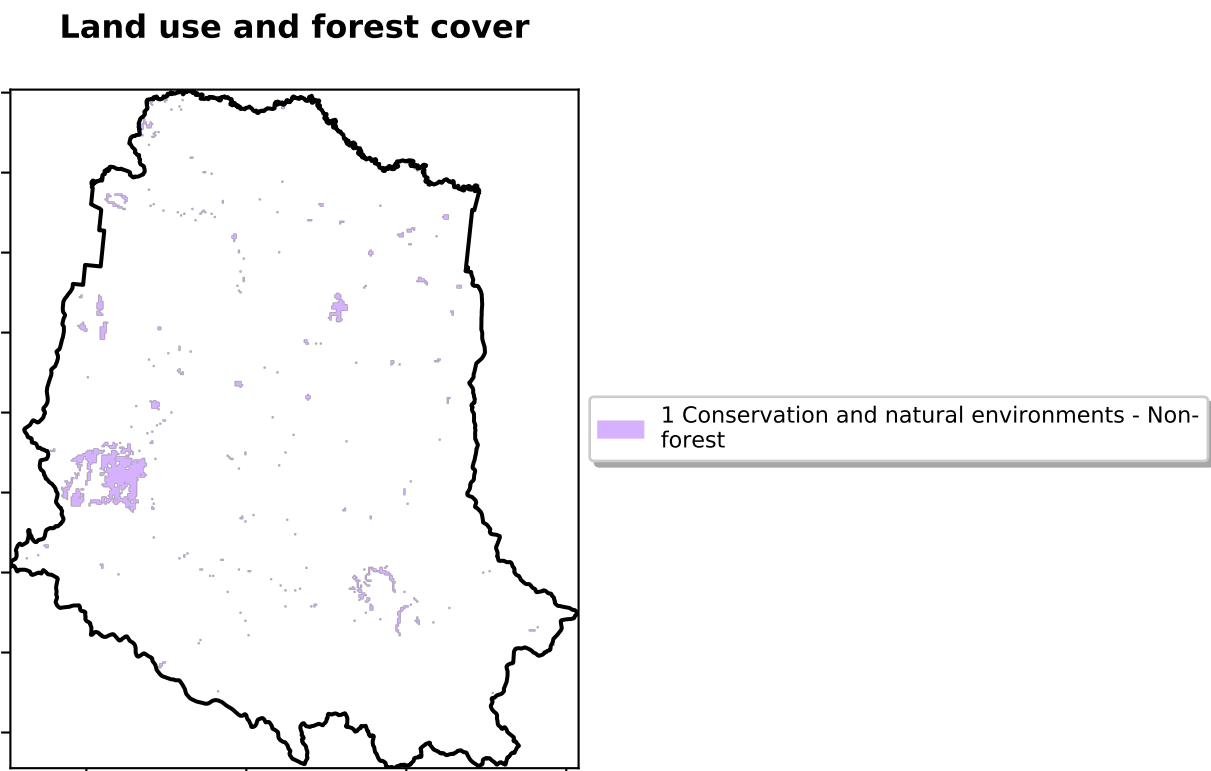 Land use and forest cover
1 Conservation and natural environments - Non-
forest